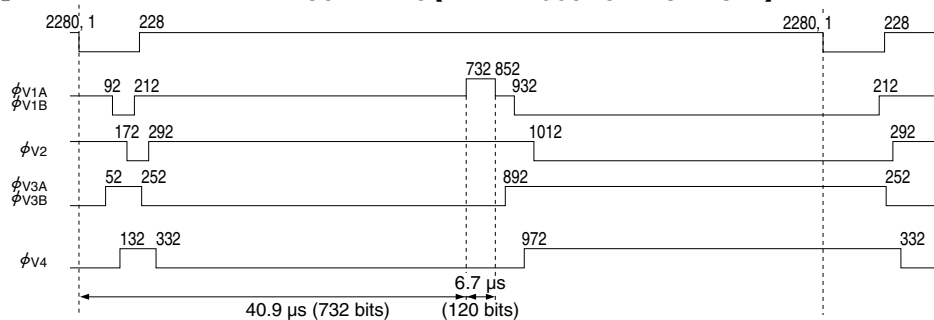 2280, 1 228 2280, 1 228
732 852
ϕV1A 92 212 932 212
ϕV1B
172 292 1012 292
ϕV2
ϕV3A 52 252 892 252
ϕV3B
132 332 972 332
ϕV4
6.7 µs
40.9 µs (732 bits) (120 bits)